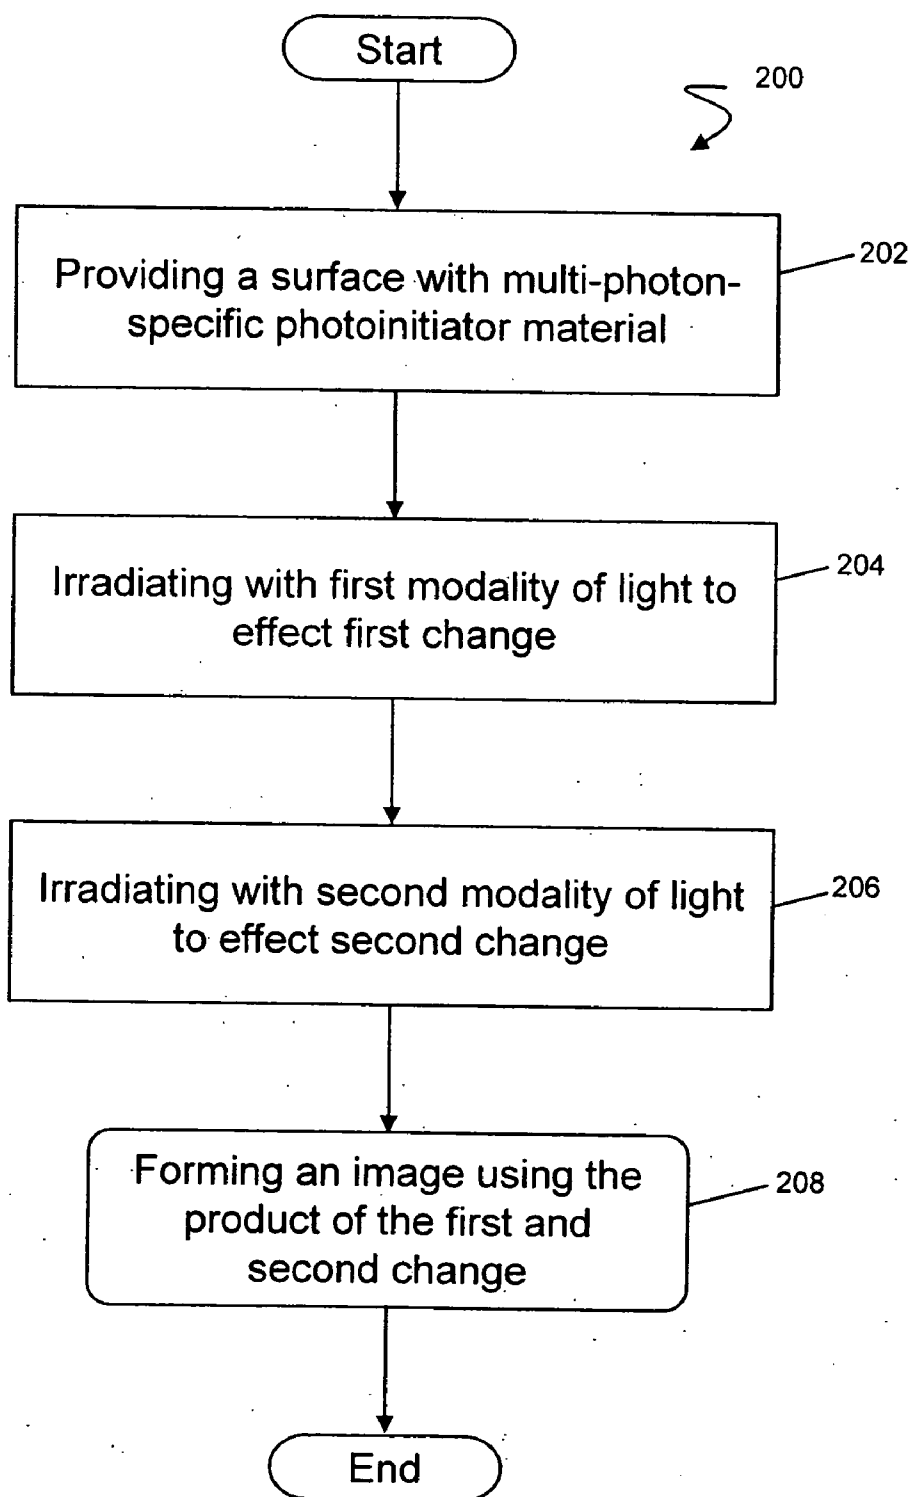 Start
200
Providing a surface with multi-photon-
specific photoinitiator material
202
Irradiating with first modality of light to
effect first change
204
Irradiating with second modality of light
to effect second change
206
Forming an image using the
product of the first and
second change
208
End